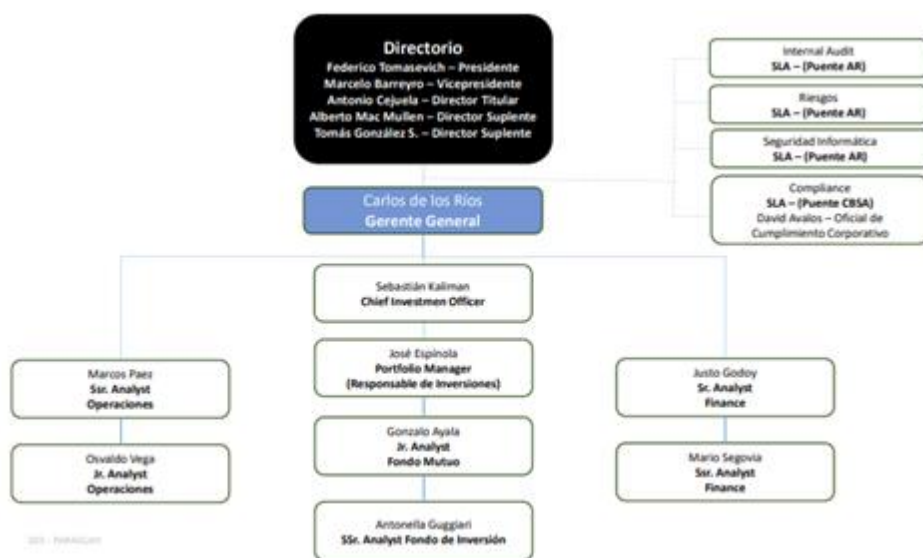 Directorio
Federico Tomasevich – Presidente
Marcelo Barreyro – Vicepresidente
Antonio Cejuela – Director Titular
Alberto Mac Mullen – Director Suplente
Tomás González S. – Director Suplente
Internal Audit
SLA – (Puente AR)
Riesgos
SLA – (Puente AR)
Seguridad Informática
SLA – (Puente AR)
Compliance
SLA – (Puente CBSA)
David Avalos – Oficial de
Cumplimiento Corporativo
Carlos de los Ríos
Gerente General
Sebastián Kaliman
Chief Investmen Officer
Marcos Paez
Ssr. Analyst
Operaciones
José Espínola
Portfolio Manager
(Responsable de Inversiones)
Justo Godoy
Sr. Analyst
Finance
Osvaldo Vega
Jr. Analyst
Operaciones
Gonzalo Ayala
Jr. Analyst
Fondo Mutuo
Mario Segovia
Ssr. Analyst
Finance
Antonella Guggiari
SSr. Analyst Fondo de Inversión
PARAGUAY